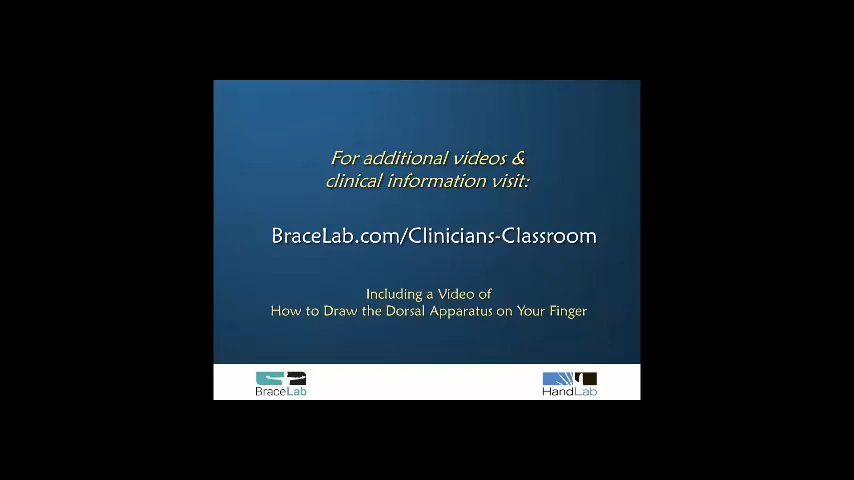 For additional videos &
clinical information visit:
BraceLab.com/Clinicians-Classroom
Including a Video of
How to Draw the Dorsal Apparatus on Your Finger
BraceLab
HandLab